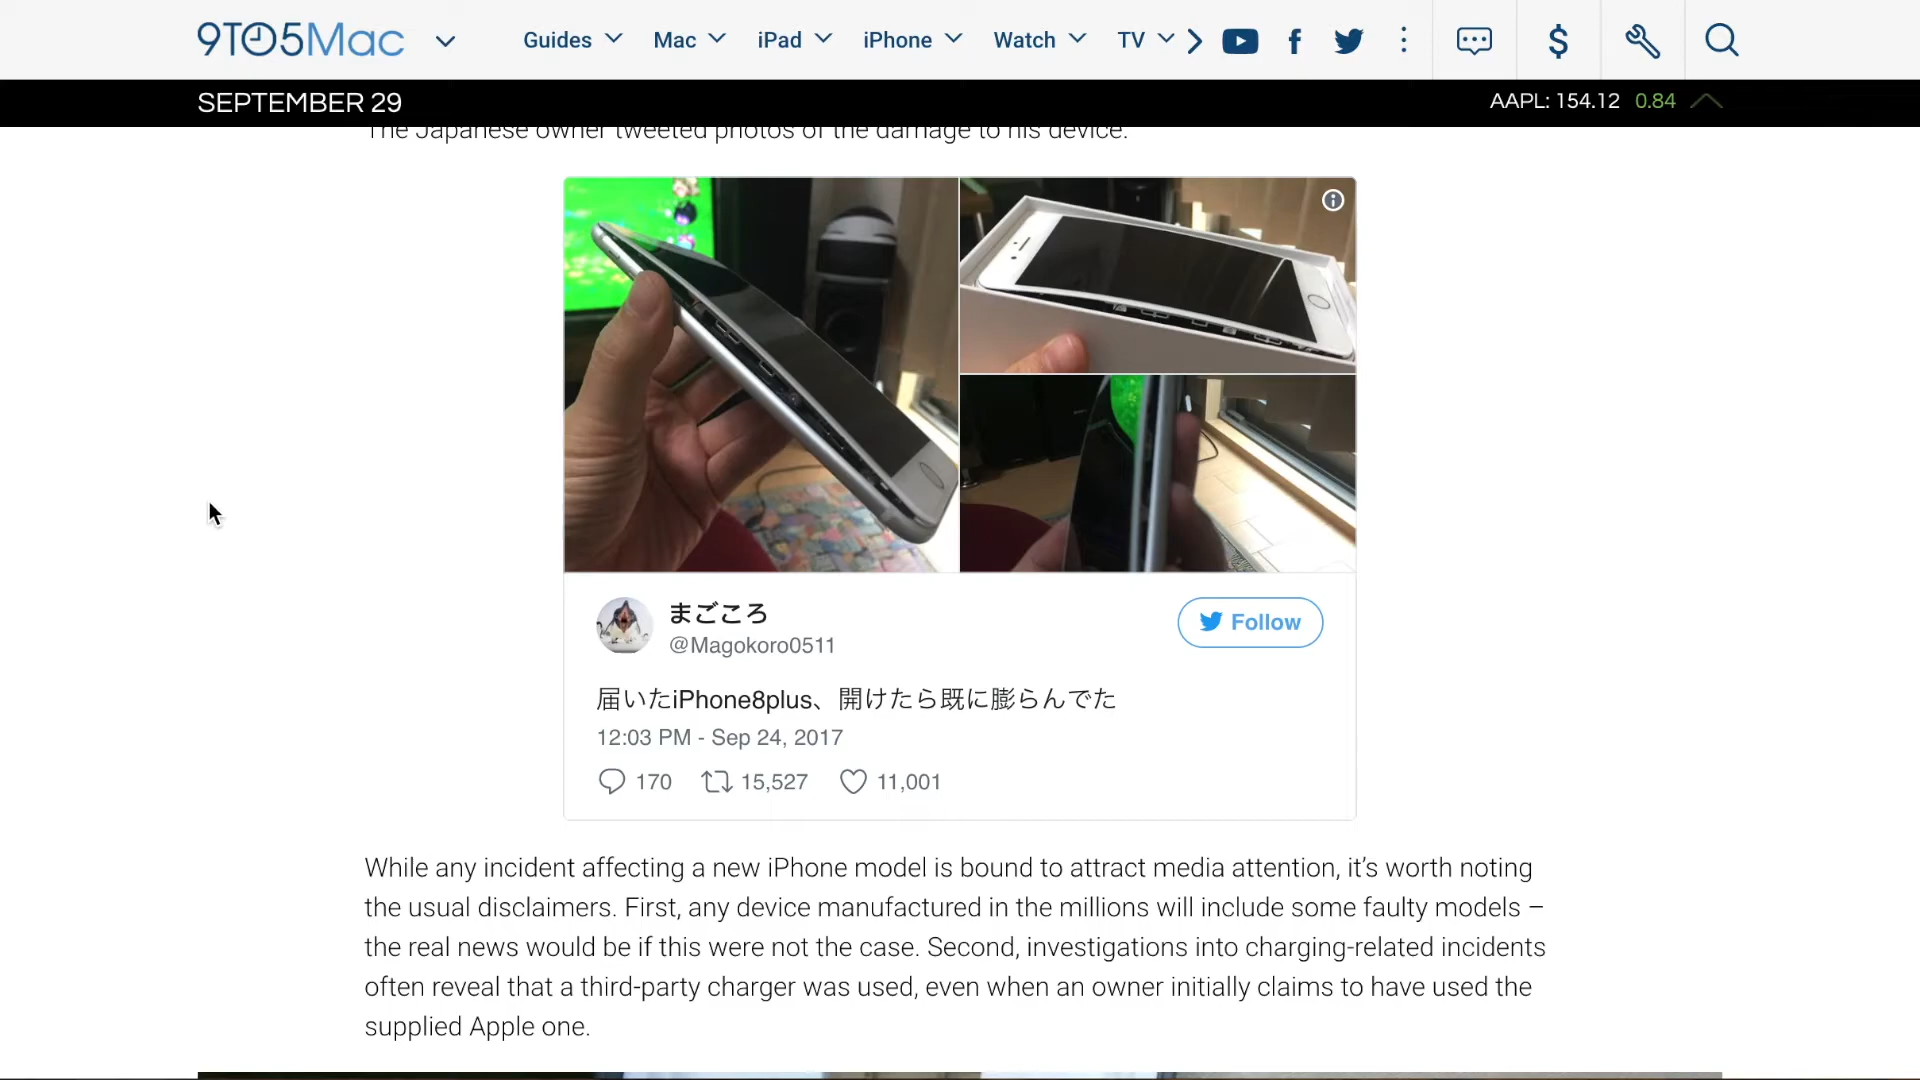 9TO5Mac
Guides
Mac
iPad
iPhone
Watch
TV
$
SEPTEMBER 29
AAPL: 154.12 0.84
The Japanese owner tweeted photos of the damage to his device.
まごころ
@Magokoro0511
Follow
届いたiPhone8plus、開けたら既に膨らんでた
12:03 PM - Sep 24, 2017
170 15,527 11,001
While any incident affecting a new iPhone model is bound to attract media attention, it’s worth noting
the usual disclaimers. First, any device manufactured in the millions will include some faulty models –
the real news would be if this were not the case. Second, investigations into charging-related incidents
often reveal that a third-party charger was used, even when an owner initially claims to have used the
supplied Apple one.